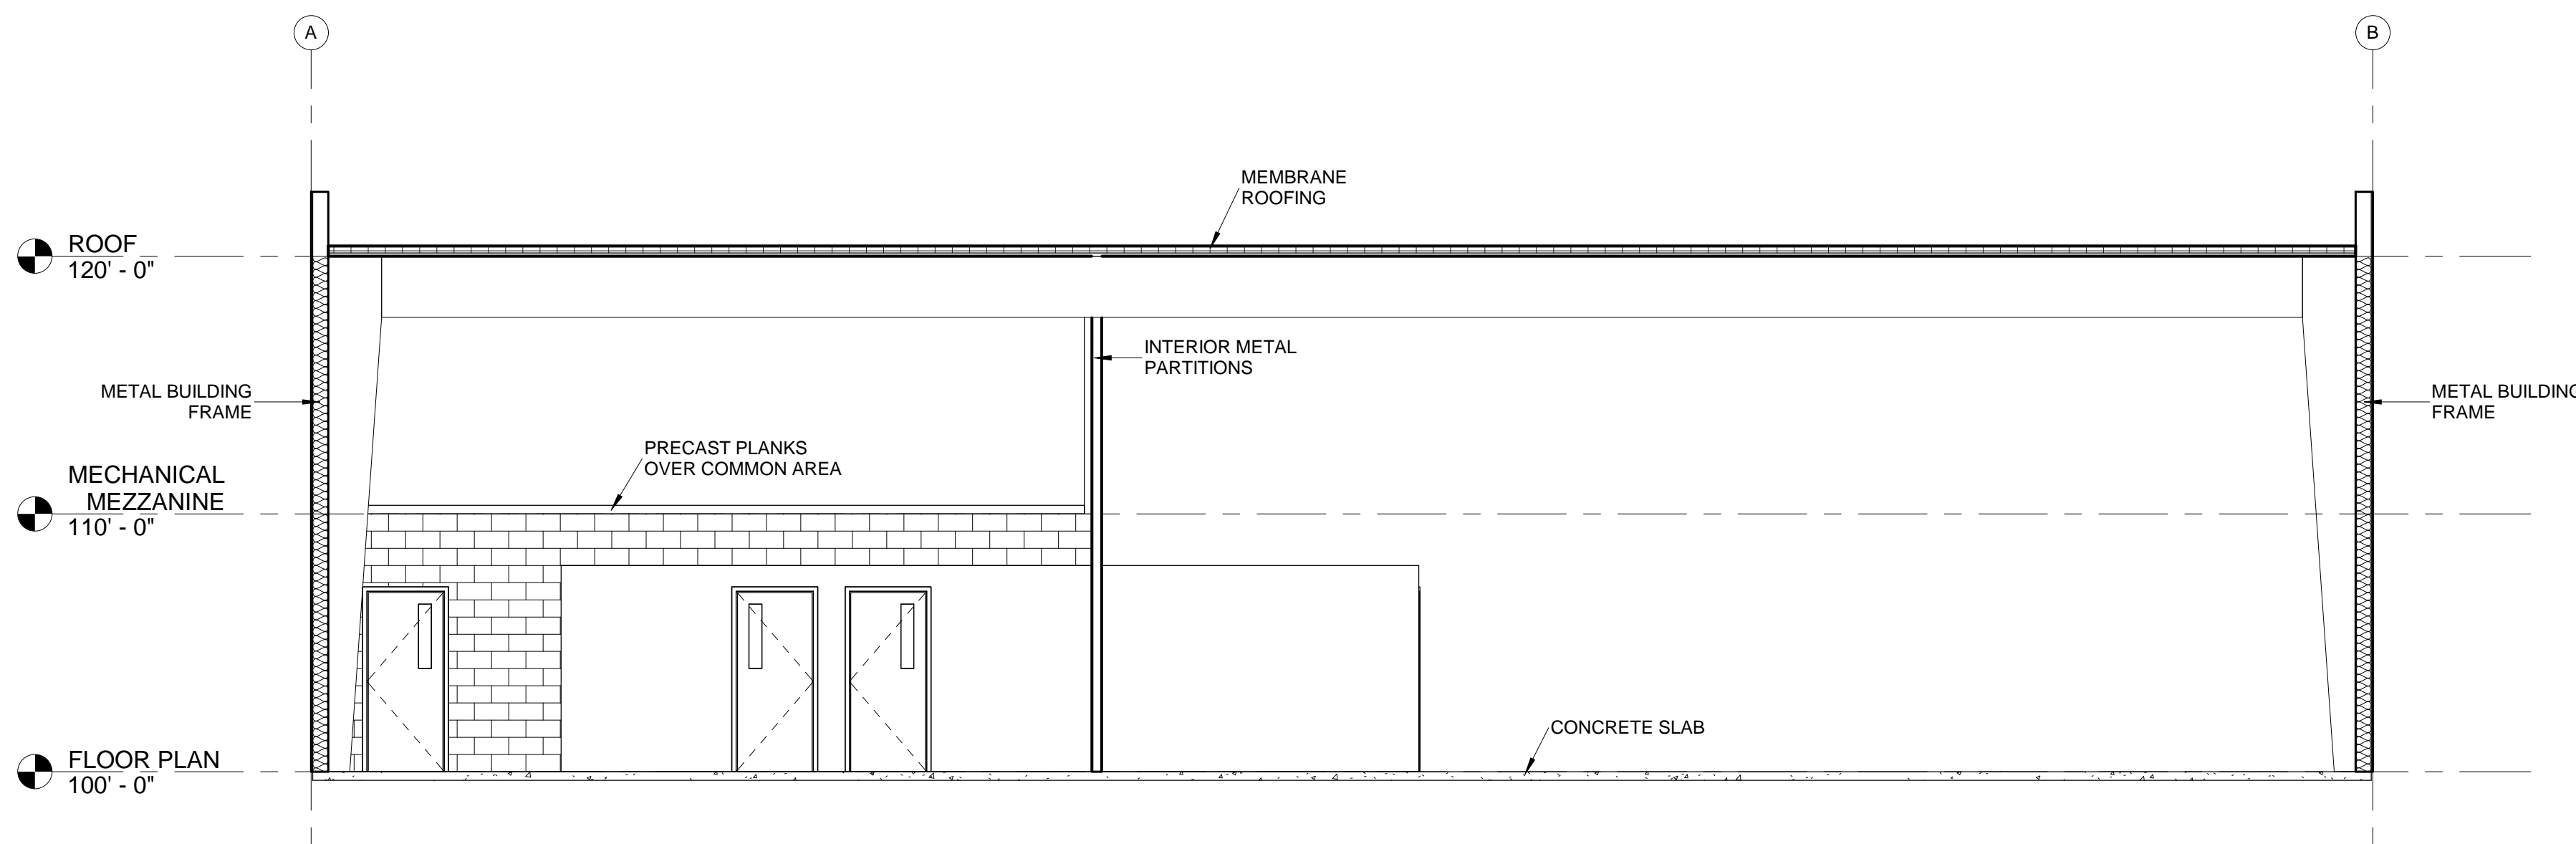 A
B
MEMBRANE
ROOFING
ROOF
120' - 0"
INTERIOR METAL
PARTITIONS
METAL BUILDING
FRAME
METAL BUILDING
FRAME
PRECAST PLANKS
OVER COMMON AREA
MECHANICAL
MEZZANINE
110' - 0"
CONCRETE SLAB
FLOOR PLAN
100' - 0"